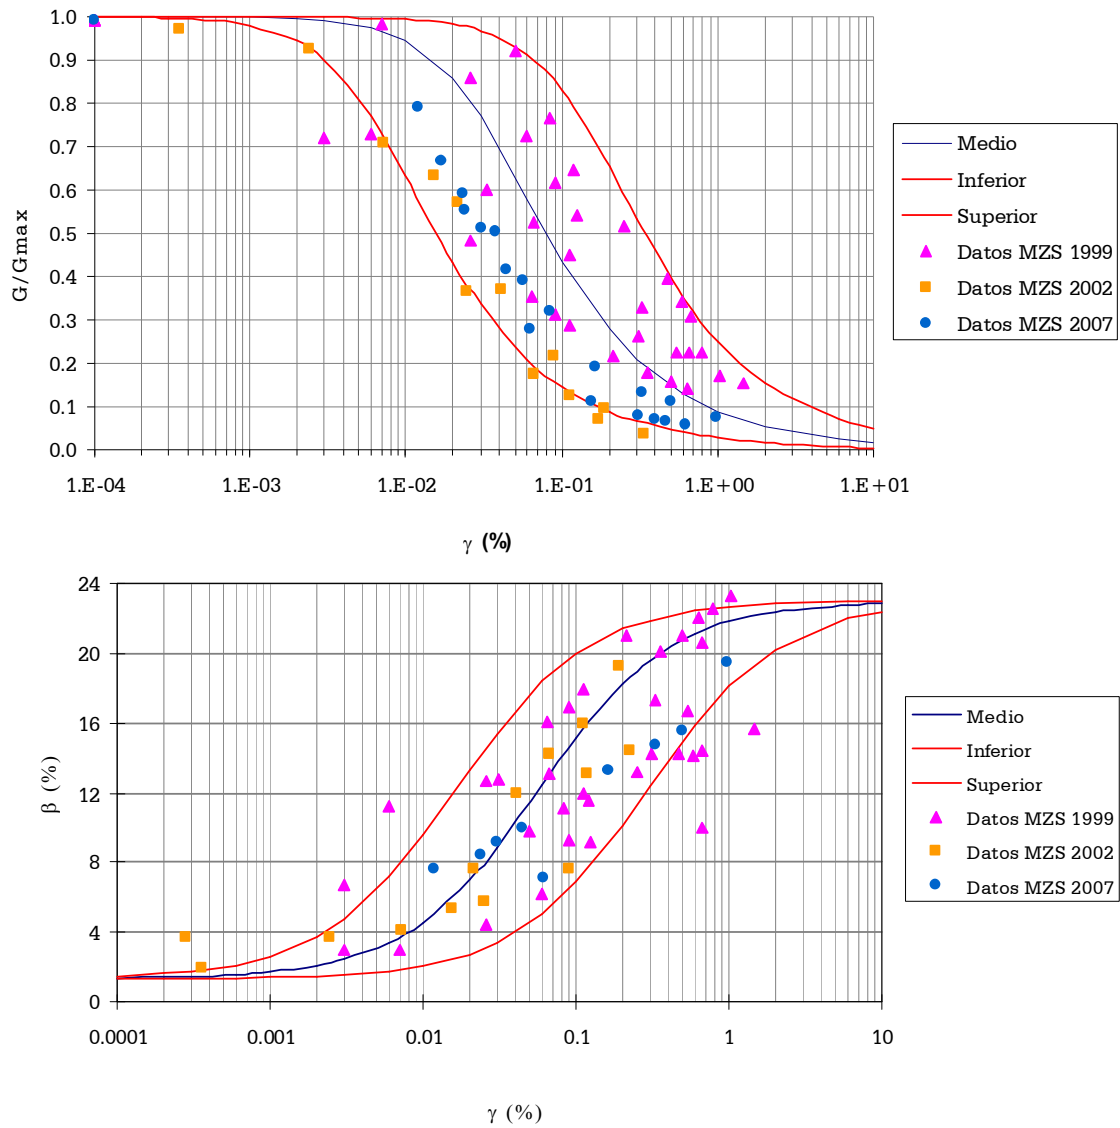 1.0
0.9
0.8
0.7
0.6
0.5
0.4
0.3
0.2
0.1
0.0
G/Gmax
1.E-04 1.E-03 1.E-02 1.E-01 1.E+00 1.E+01
γ (%)
Medio
Inferior
Superior
Datos MZS 1999
Datos MZS 2002
Datos MZS 2007
24
20
16
12
8
4
0
β (%)
0.0001 0.001 0.01 0.1 1 10
γ (%)
Medio
Inferior
Superior
Datos MZS 1999
Datos MZS 2002
Datos MZS 2007